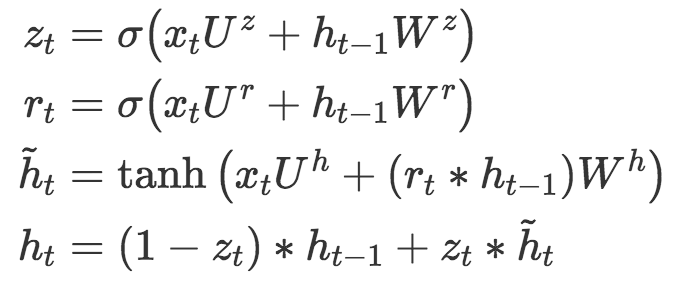 z_t = σ(x_t U^z + h_{t−1} W^z)
r_t = σ(x_t U^r + h_{t−1} W^r)
h̃_t = tanh (x_t U^h + (r_t ∗ h_{t−1}) W^h)
h_t = (1 − z_t) ∗ h_{t−1} + z_t ∗ h̃_t